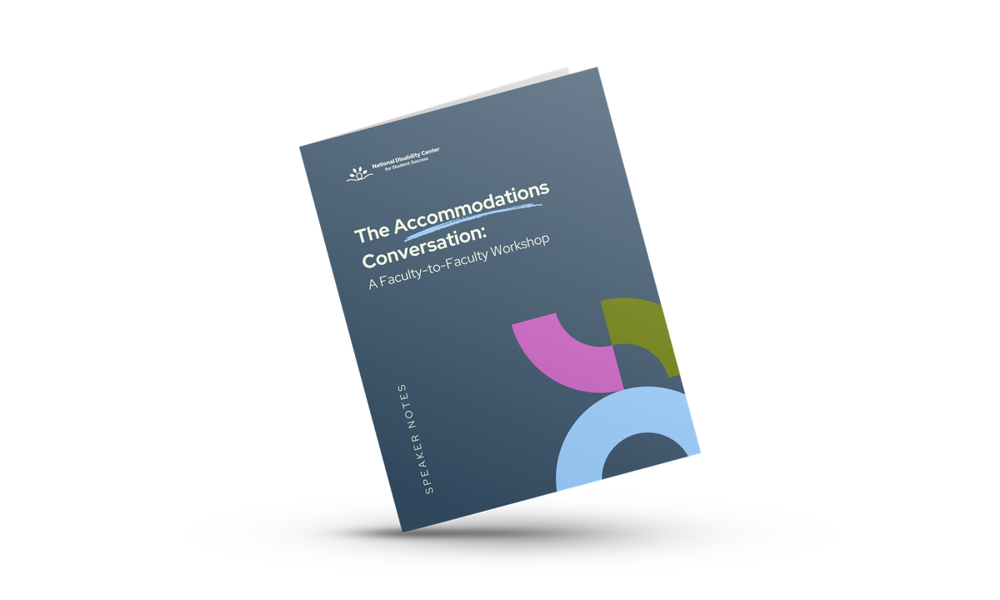 National Disability Center
for Student Success
The Accommodations
Conversation:
A Faculty-to-Faculty Workshop
SPEAKER NOTES